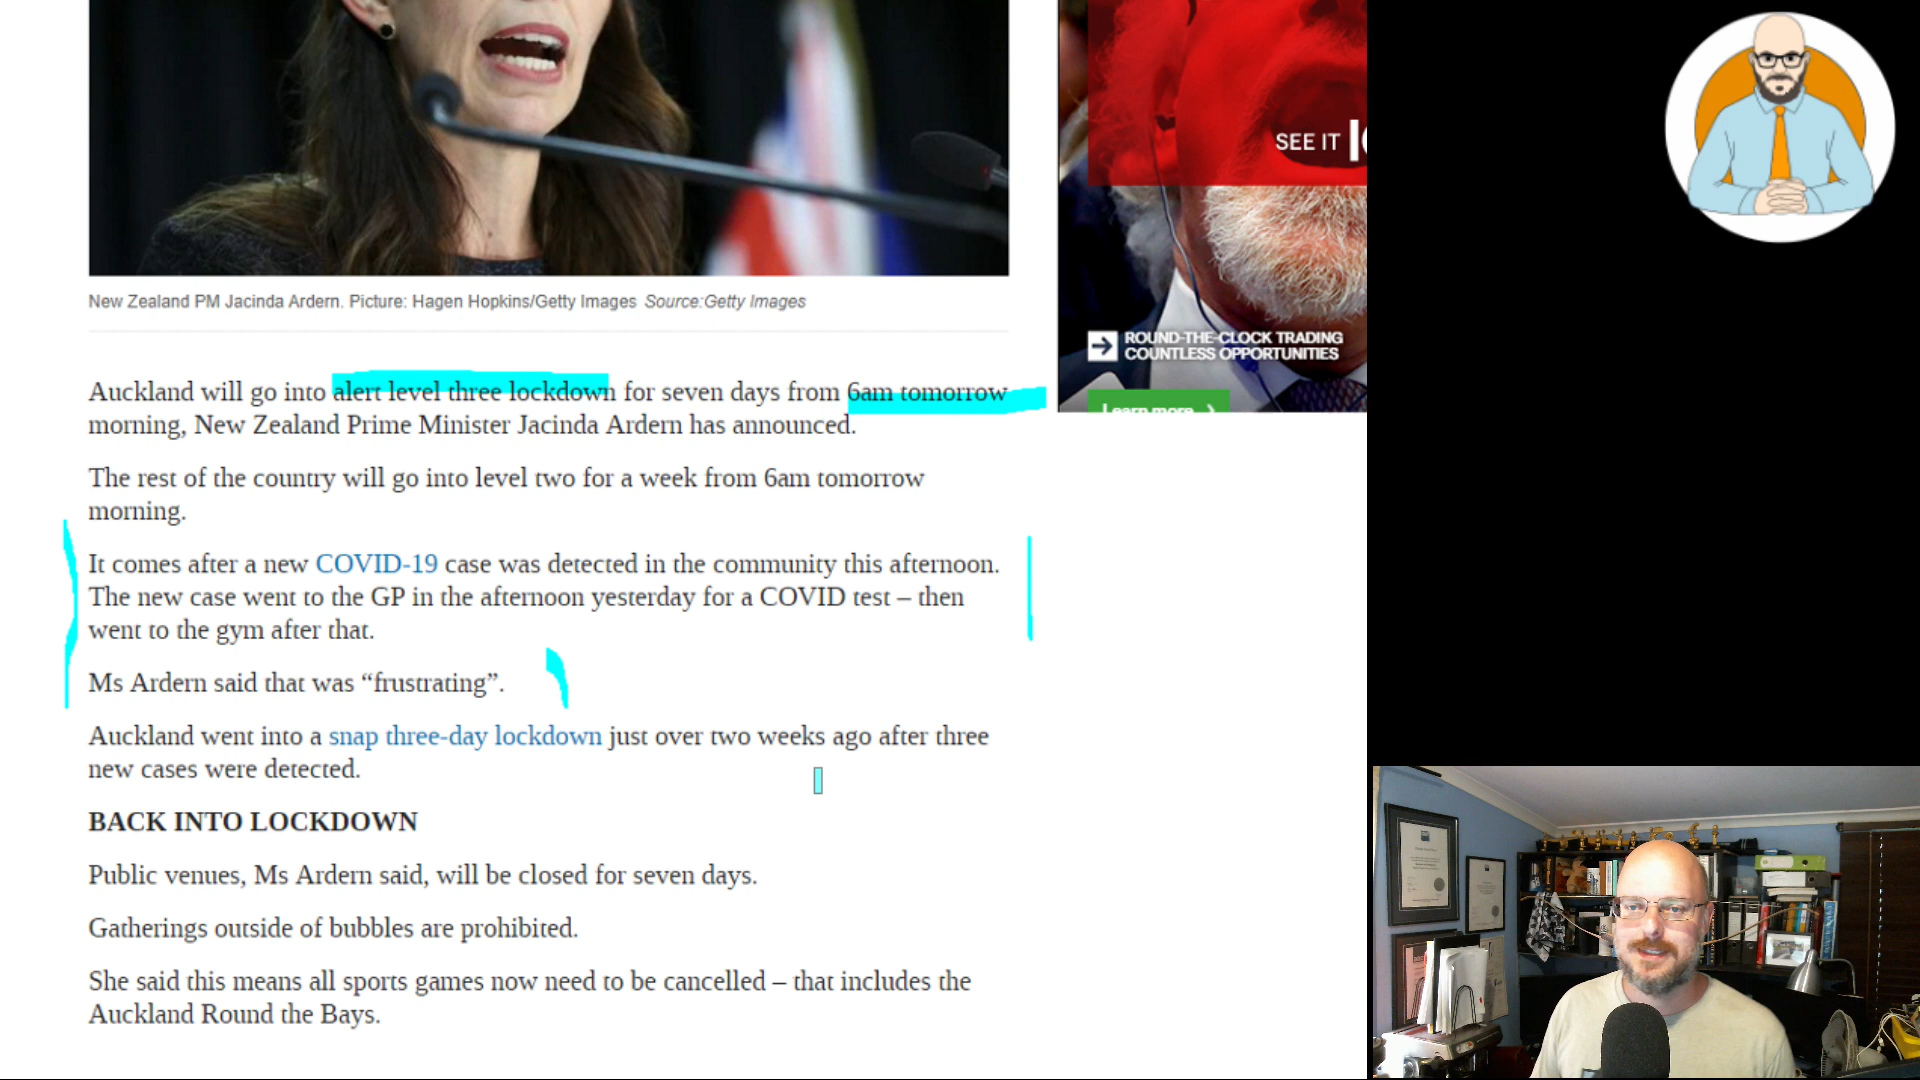 SEE IT
New Zealand PM Jacinda Ardern. Picture: Hagen Hopkins/Getty Images Source:Getty Images
ROUND-THE-CLOCK TRADING
COUNTLESS OPPORTUNITIES
Learn more
Auckland will go into alert level three lockdown for seven days from 6am tomorrow
morning, New Zealand Prime Minister Jacinda Ardern has announced.
The rest of the country will go into level two for a week from 6am tomorrow
morning.
It comes after a new COVID-19 case was detected in the community this afternoon.
The new case went to the GP in the afternoon yesterday for a COVID test – then
went to the gym after that.
Ms Ardern said that was “frustrating”.
Auckland went into a snap three-day lockdown just over two weeks ago after three
new cases were detected.
BACK INTO LOCKDOWN
Public venues, Ms Ardern said, will be closed for seven days.
Gatherings outside of bubbles are prohibited.
She said this means all sports games now need to be cancelled – that includes the
Auckland Round the Bays.